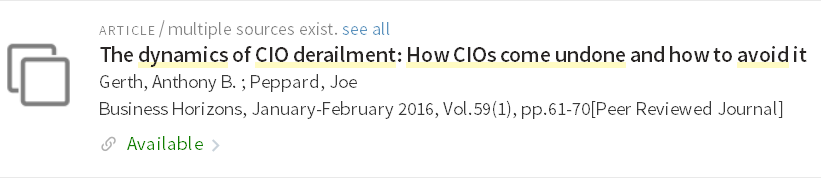 ARTICLE / multiple sources exist. see all
The dynamics of CIO derailment: How CIOs come undone and how to avoid it
Gerth, Anthony B. ; Peppard, Joe
Business Horizons, January-February 2016, Vol.59(1), pp.61-70[Peer Reviewed Journal]
Available